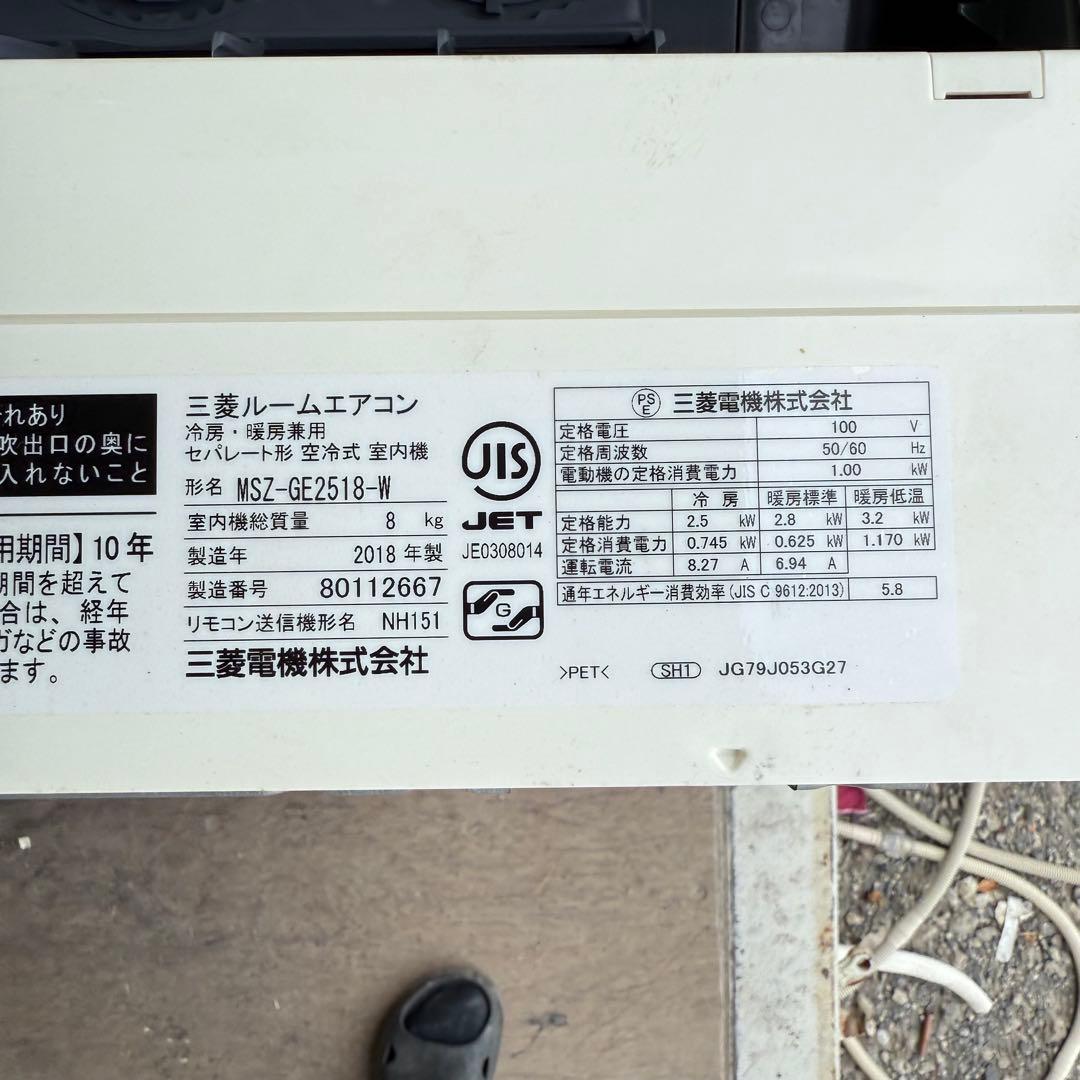 れあり
吹出口の奥に
入れないこと
用期間】10年
期間を超えて
合は、経年
ガなどの事故
ます。
三菱ルームエアコン
冷房・暖房兼用
セパレート形 空冷式 室内機
形名 MSZ-GE2518-W
室内機総質量 8 kg
製造年 2018 年製
製造番号 80112667
リモコン送信機形名 NH151
三菱電機株式会社
JIS
JET
JE0308014
G
PS
E
三菱電機株式会社
定格電圧 100 V
定格周波数 50/60 Hz
電動機の定格消費電力 1.00 kW
冷房 暖房標準 暖房低温
定格能力 2.5 kW 2.8 kW 3.2 kW
定格消費電力 0.745 kW 0.625 kW 1.170 kW
運転電流 8.27 A 6.94 A
通年エネルギー消費効率(JIS C 9612:2013) 5.8
>PET< SH1 JG79J053G27